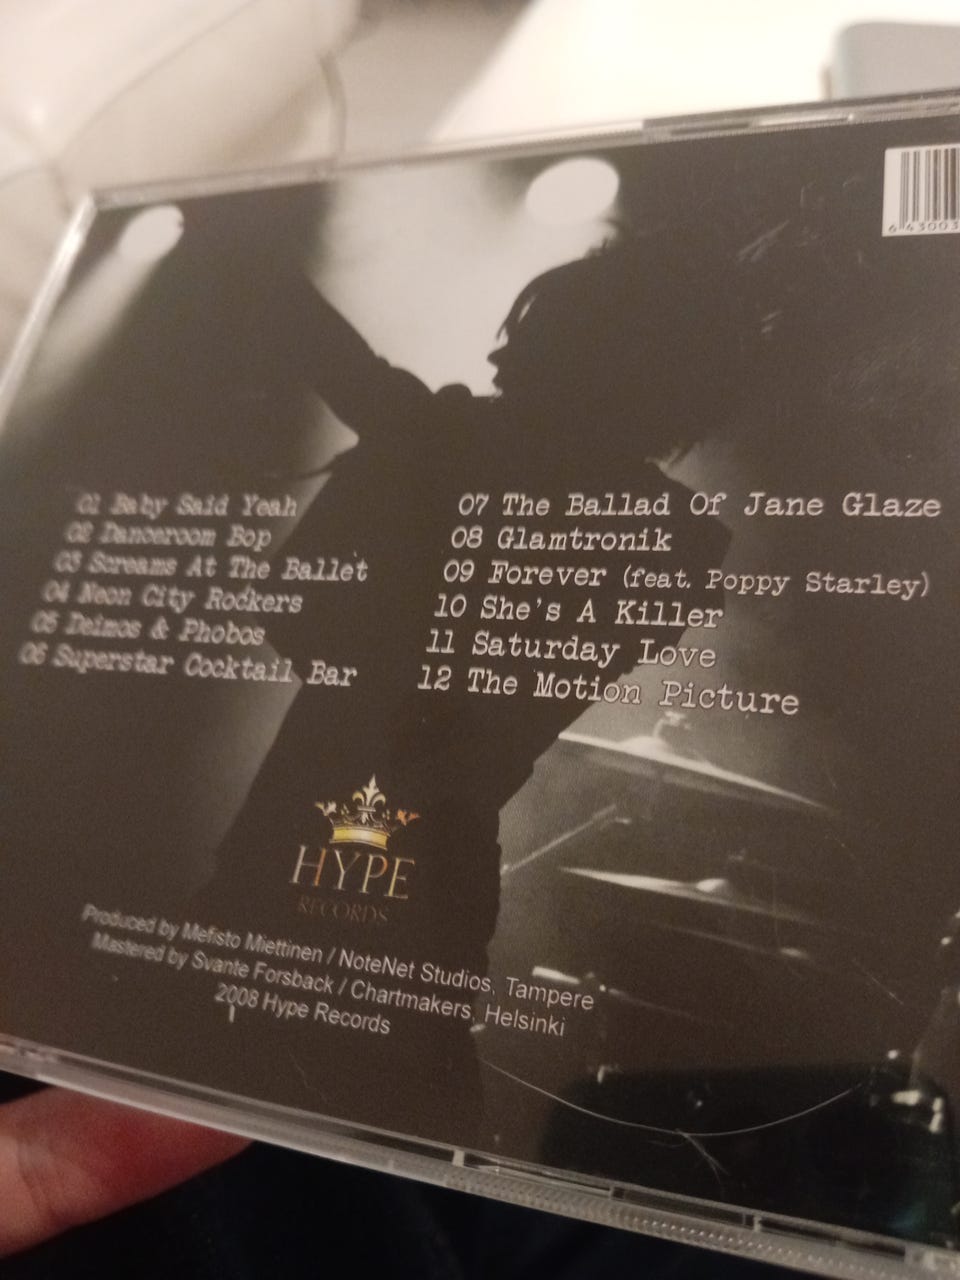 6 43003
01 Baby Said Yeah
02 Danceroom Bop
03 Screams At The Ballet
04 Neon City Rockers
05 Deimos & Phobos
06 Superstar Cocktail Bar
07 The Ballad Of Jane Glaze
08 Glamtronik
09 Forever (feat. Poppy Starley)
10 She's A Killer
11 Saturday Love
12 The Motion Picture
HYPE
RECORDS
Produced by Mefisto Miettinen / NoteNet Studios, Tampere
Mastered by Svante Forsback / Chartmakers, Helsinki
2008 Hype Records